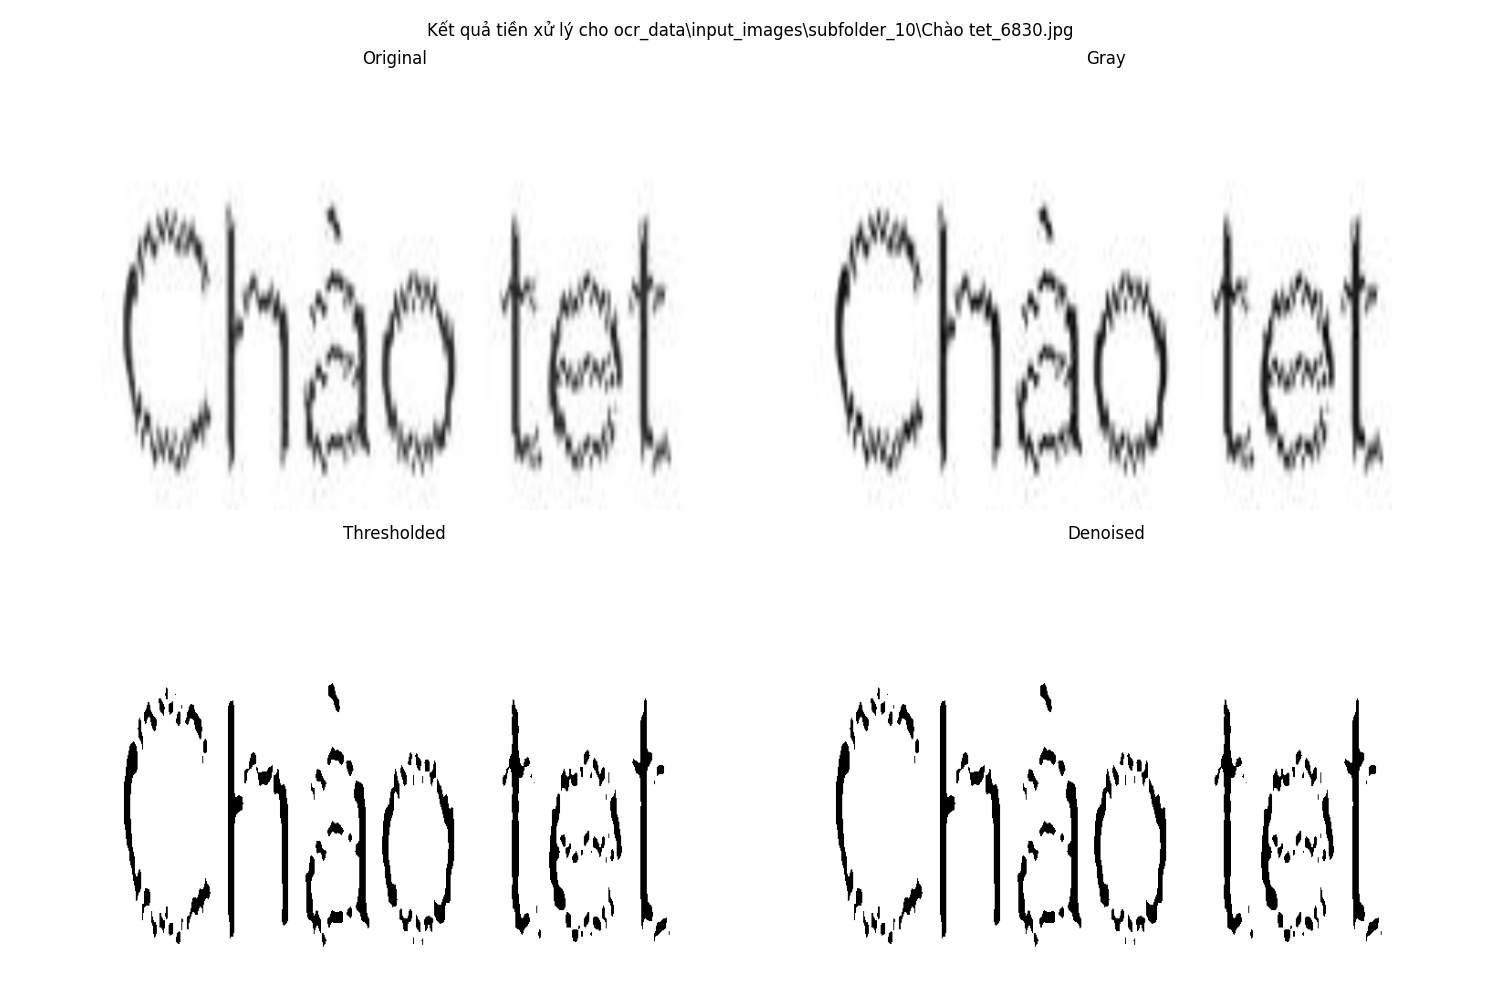 Kết quả tiền xử lý cho ocr_data\input_images\subfolder_10\Chào tet_6830.jpg
Original
Gray
Chào tet
Chào tet
Thresholded
Denoised
Chào tet
Chào tet